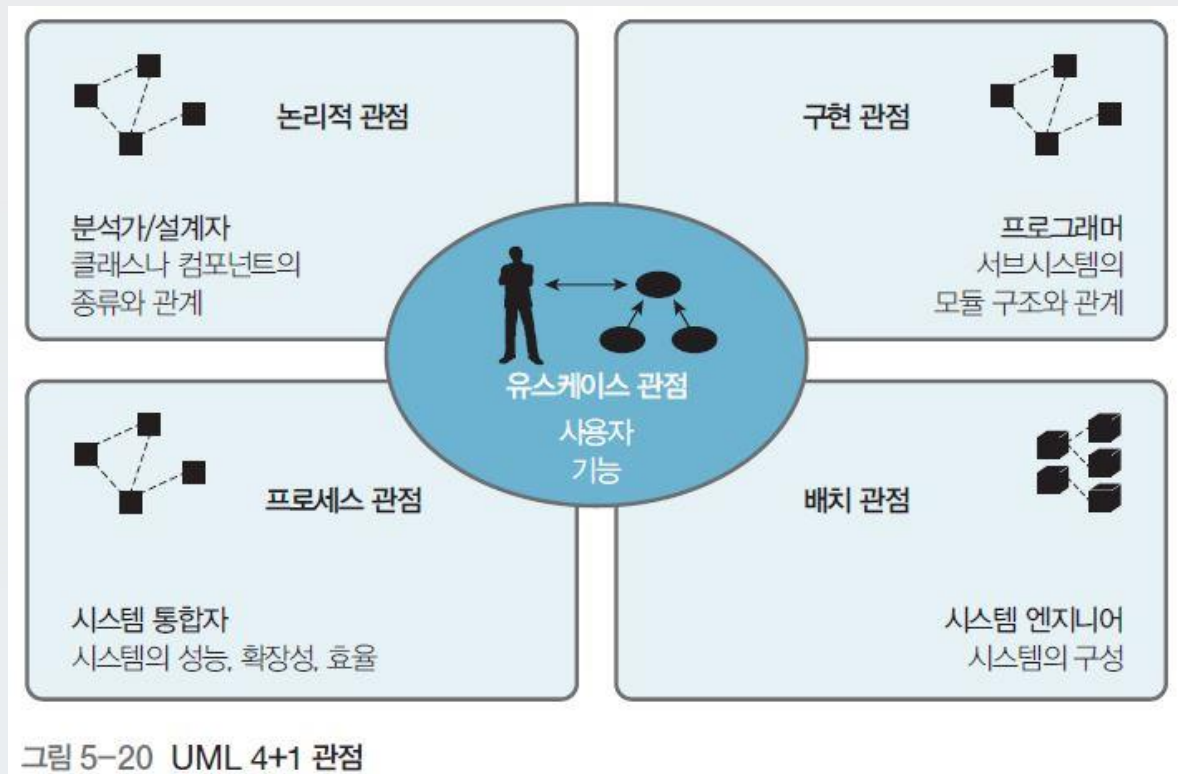 논리적 관점
분석가/설계자
클래스나 컴포넌트의
종류와 관계
구현 관점
프로그래머
서브시스템의
모듈 구조와 관계
유스케이스 관점
사용자
기능
프로세스 관점
시스템 통합자
시스템의 성능, 확장성, 효율
배치 관점
시스템 엔지니어
시스템의 구성
그림 5-20 UML 4+1 관점